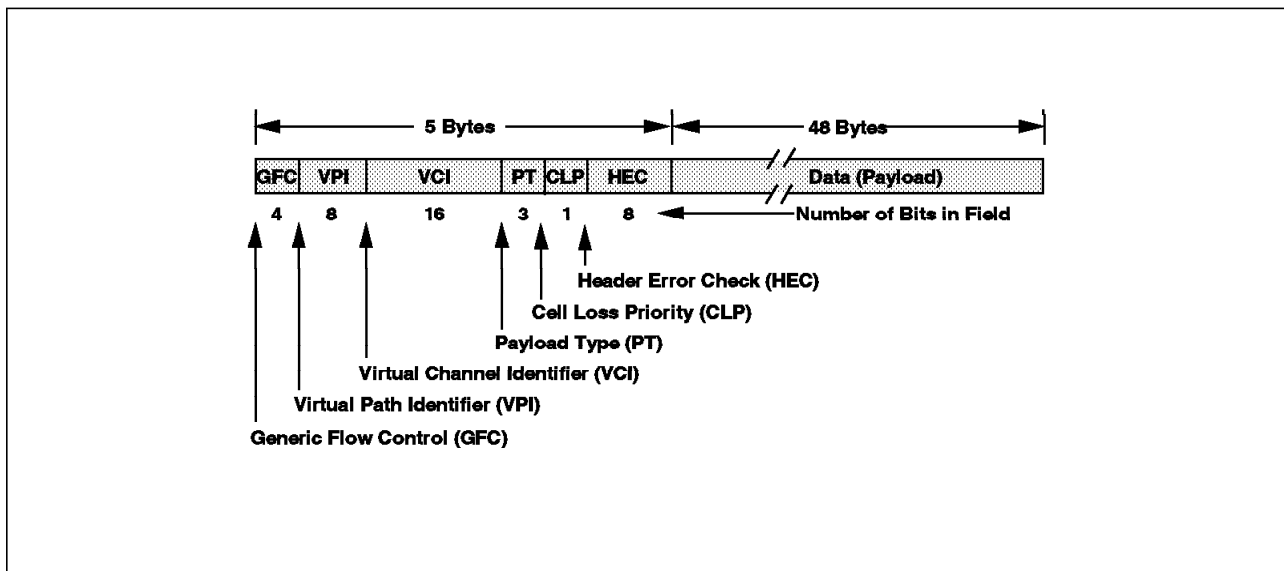 5 Bytes 48 Bytes
GFC VPI VCI PT CLP HEC Data (Payload)
4 8 16 3 1 8 Number of Bits in Field
Header Error Check (HEC)
Cell Loss Priority (CLP)
Payload Type (PT)
Virtual Channel Identifier (VCI)
Virtual Path Identifier (VPI)
Generic Flow Control (GFC)